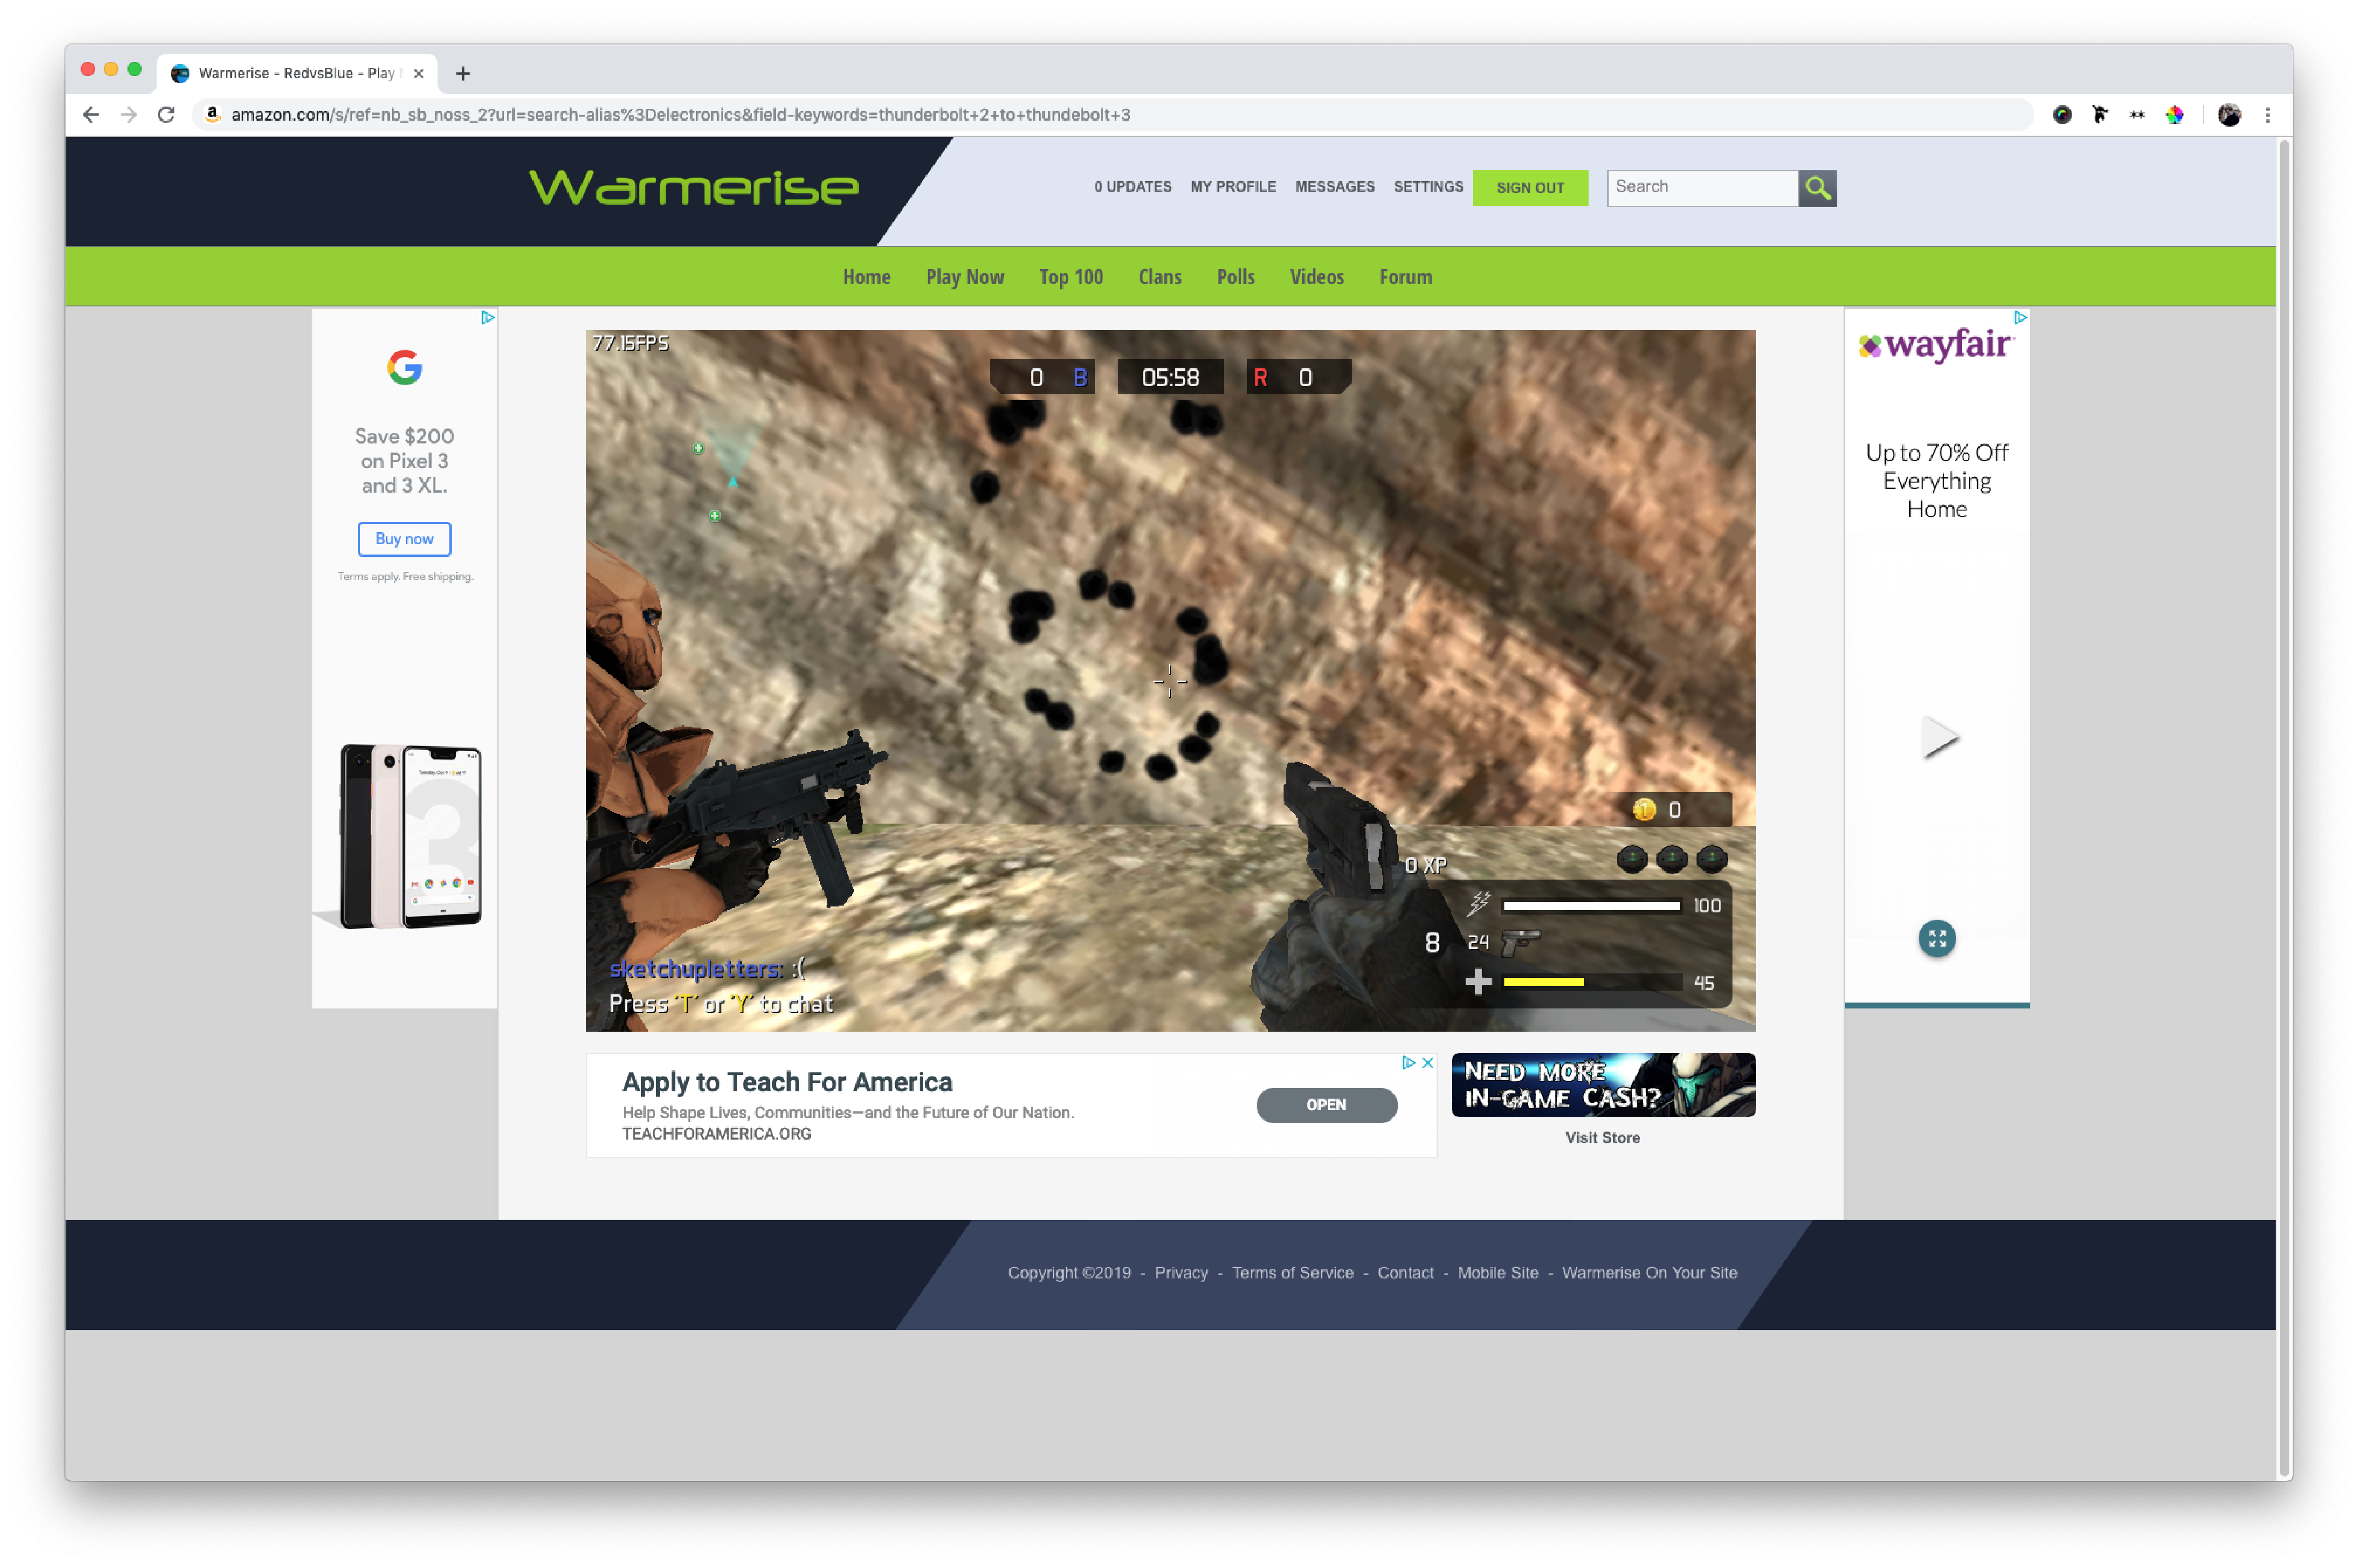 Warmerise - RedvsBlue - Play
amazon.com/s/ref=nb_sb_noss_2?url=search-alias%3Delectronics&field-keywords=thunderbolt+2+to+thundebolt+3
Warmerise
0 UPDATES MY PROFILE MESSAGES SETTINGS SIGN OUT Search
Home Play Now Top 100 Clans Polls Videos Forum
Save $200
on Pixel 3
and 3 XL.
Buy now
Terms apply. Free shipping.
77.15FPS
0 B 05:58 R 0
0
0 XP
100
8 24
45
sketchupletters: :(
Press 'T' or 'Y' to chat
wayfair
Up to 70% Off
Everything
Home
Apply to Teach For America
Help Shape Lives, Communities—and the Future of Our Nation.
TEACHFORAMERICA.ORG
OPEN
NEED MORE
IN-GAME CASH?
Visit Store
Copyright ©2019 - Privacy - Terms of Service - Contact - Mobile Site - Warmerise On Your Site